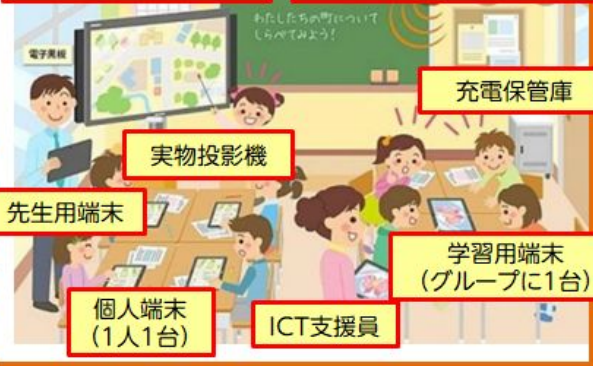 わたしたちの町について
しらべてみよう!
電子黒板
充電保管庫
実物投影機
先生用端末
学習用端末
(グループに1台)
個人端末
(1人1台)
ICT支援員